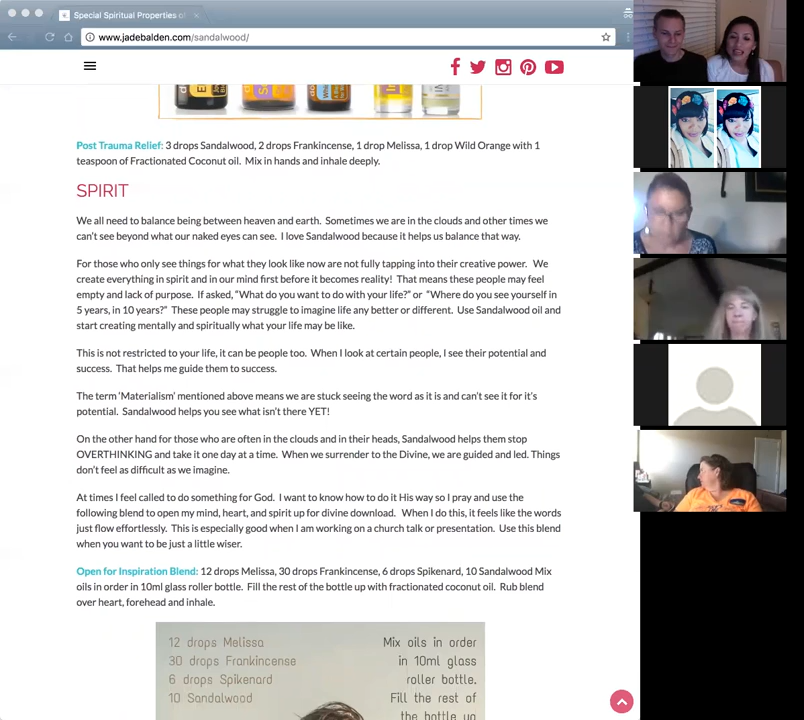 Special Spiritual Properties of
www.jadebalden.com/sandalwood/
Post Trauma Relief: 3 drops Sandalwood, 2 drops Frankincense, 1 drop Melissa, 1 drop Wild Orange with 1
teaspoon of Fractionated Coconut oil. Mix in hands and inhale deeply.
SPIRIT
We all need to balance being between heaven and earth. Sometimes we are in the clouds and other times we
can't see beyond what our naked eyes can see. I love Sandalwood because it helps us balance that way.
For those who only see things for what they look like now are not fully tapping into their creative power. We
create everything in spirit and in our mind first before it becomes reality! That means these people may feel
empty and lack of purpose. If asked, "What do you want to do with your life?" or "Where do you see yourself in
5 years, in 10 years?" These people may struggle to imagine life any better or different. Use Sandalwood oil and
start creating mentally and spiritually what your life may be like.
This is not restricted to your life, it can be people too. When I look at certain people, I see their potential and
success. That helps me guide them to success.
The term 'Materialism' mentioned above means we are stuck seeing the word as it is and can't see it for it's
potential. Sandalwood helps you see what isn't there YET!
On the other hand for those who are often in the clouds and in their heads, Sandalwood helps them stop
OVERTHINKING and take it one day at a time. When we surrender to the Divine, we are guided and led. Things
don't feel as difficult as we imagine.
At times I feel called to do something for God. I want to know how to do it His way so I pray and use the
following blend to open my mind, heart, and spirit up for divine download. When I do this, it feels like the words
just flow effortlessly. This is especially good when I am working on a church talk or presentation. Use this blend
when you want to be just a little wiser.
Open for Inspiration Blend: 12 drops Melissa, 30 drops Frankincense, 6 drops Spikenard, 10 Sandalwood Mix
oils in order in 10ml glass roller bottle. Fill the rest of the bottle up with fractionated coconut oil. Rub blend
over heart, forehead and inhale.
12 drops Melissa
30 drops Frankincense
6 drops Spikenard
10 Sandalwood
Mix oils in order
in 10ml glass
roller bottle.
Fill the rest of
the bottle up